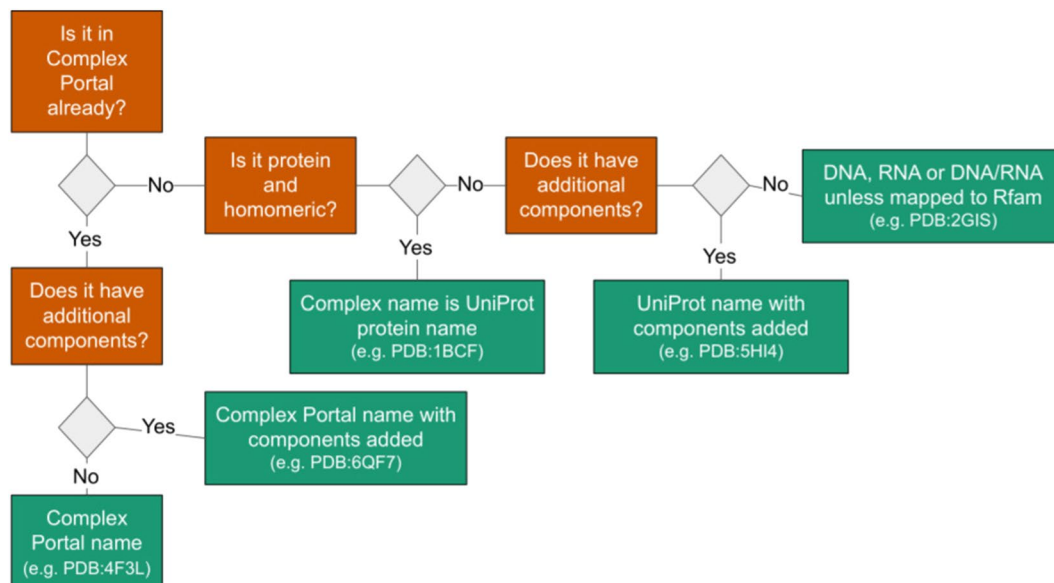 Is it in
Complex
Portal
already?
No
Is it protein
and
homomeric?
No
Does it have
additional
components?
No
DNA, RNA or DNA/RNA
unless mapped to Rfam
(e.g. PDB:2GIS)
Yes
Yes
Yes
Does it have
additional
components?
Complex name is UniProt
protein name
(e.g. PDB:1BCF)
UniProt name with
components added
(e.g. PDB:5HI4)
Yes
Complex Portal name with
components added
(e.g. PDB:6QF7)
No
Complex
Portal name
(e.g. PDB:4F3L)